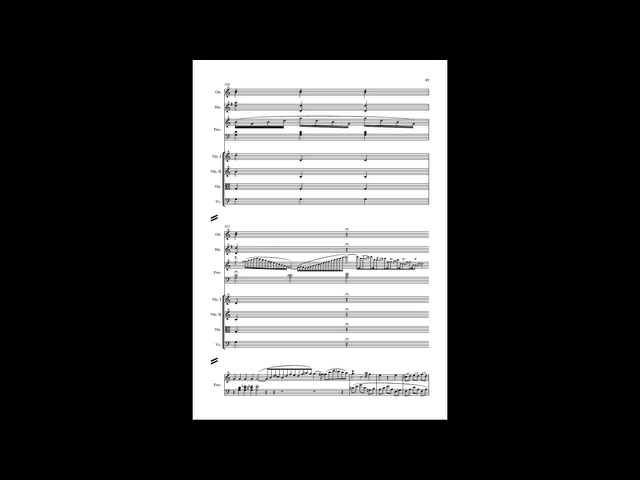 Ob.
Hn.
Pno.
Vln. I
Vln. II
Vla.
Vc.
Ob.
Hn.
Pno.
Vln. I
Vln. II
Vla.
Vc.
Pno.